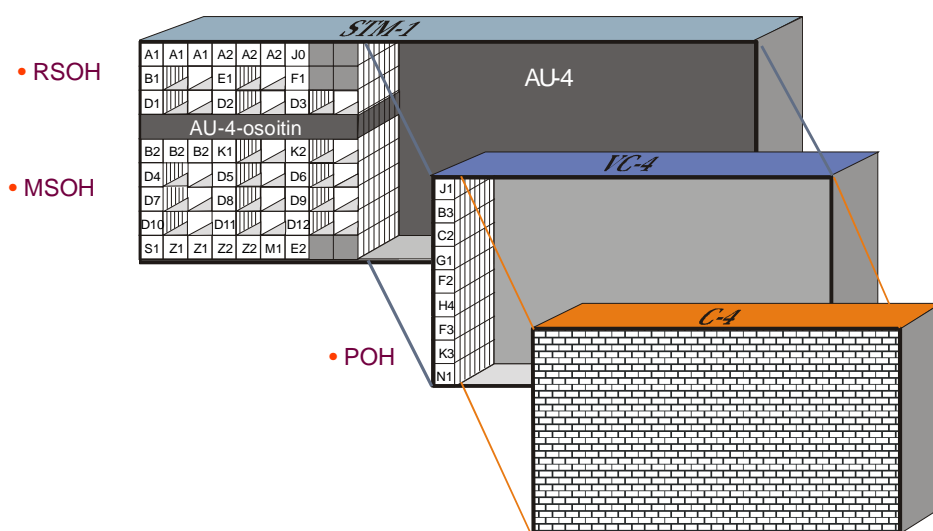 STM-1
A1 A1 A1 A2 A2 A2 J0
• RSOH
B1 E1 F1
AU-4
D1 D2 D3
AU-4-osoitin
B2 B2 B2 K1 K2
VC-4
D4 D5 D6
• MSOH
D7 D8 D9
D10 D11 D12
S1 Z1 Z1 Z2 Z2 M1 E2
J1
B3
C2
G1
F2
H4
F3
K3
N1
• POH
C-4